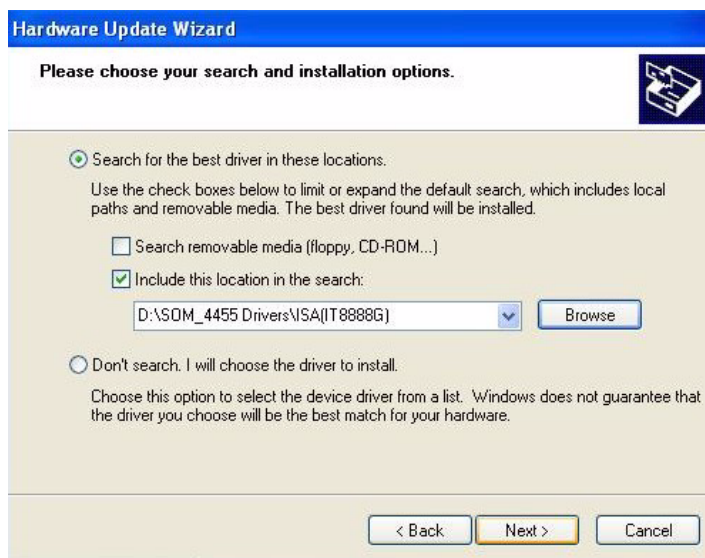 Hardware Update Wizard
Please choose your search and installation options.
Search for the best driver in these locations.
Use the check boxes below to limit or expand the default search, which includes local
paths and removable media. The best driver found will be installed.
Search removable media (floppy, CD-ROM...)
Include this location in the search:
D:\SOM_4455 Drivers\ISA(IT8888G)
Browse
Don't search. I will choose the driver to install.
Choose this option to select the device driver from a list. Windows does not guarantee that
the driver you choose will be the best match for your hardware.
< Back
Next >
Cancel